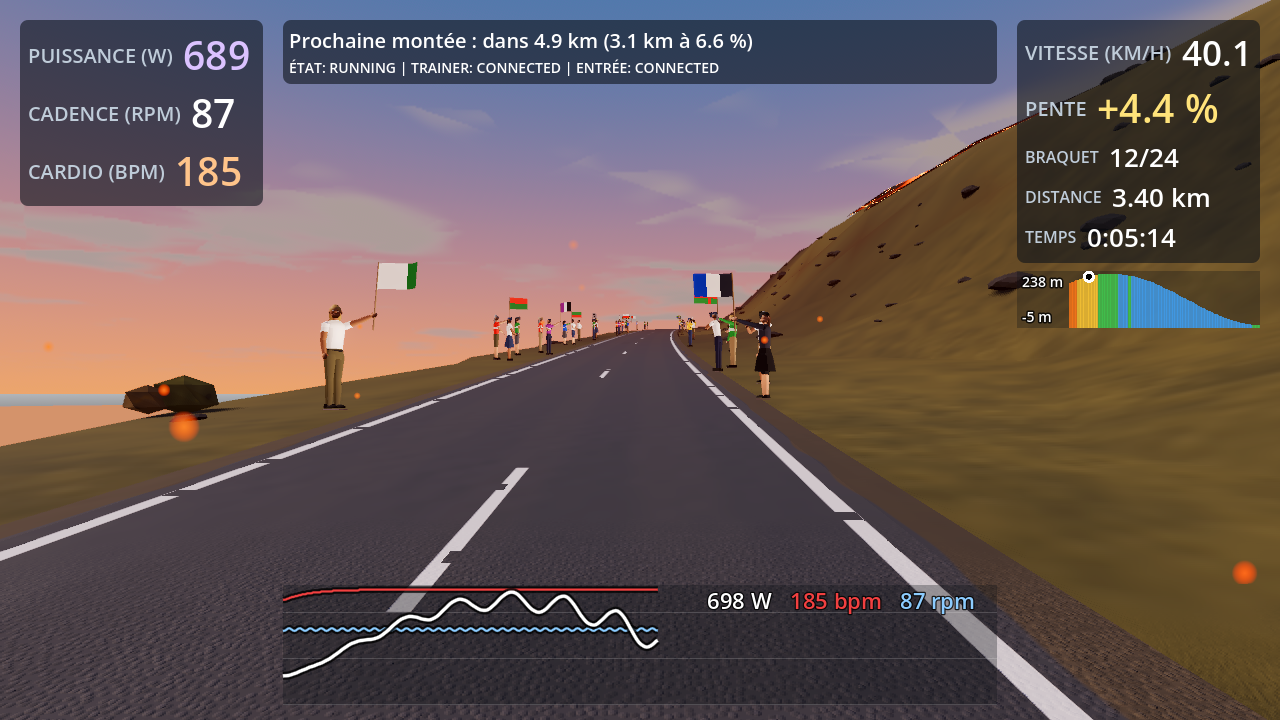 PUISSANCE (W) 689
CADENCE (RPM) 87
CARDIO (BPM) 185
Prochaine montée : dans 4.9 km (3.1 km à 6.6 %)
ÉTAT: RUNNING | TRAINER: CONNECTED | ENTRÉE: CONNECTED
VITESSE (KM/H) 40.1
PENTE +4.4 %
BRAQUET 12/24
DISTANCE 3.40 km
TEMPS 0:05:14
238 m
-5 m
698 W 185 bpm 87 rpm